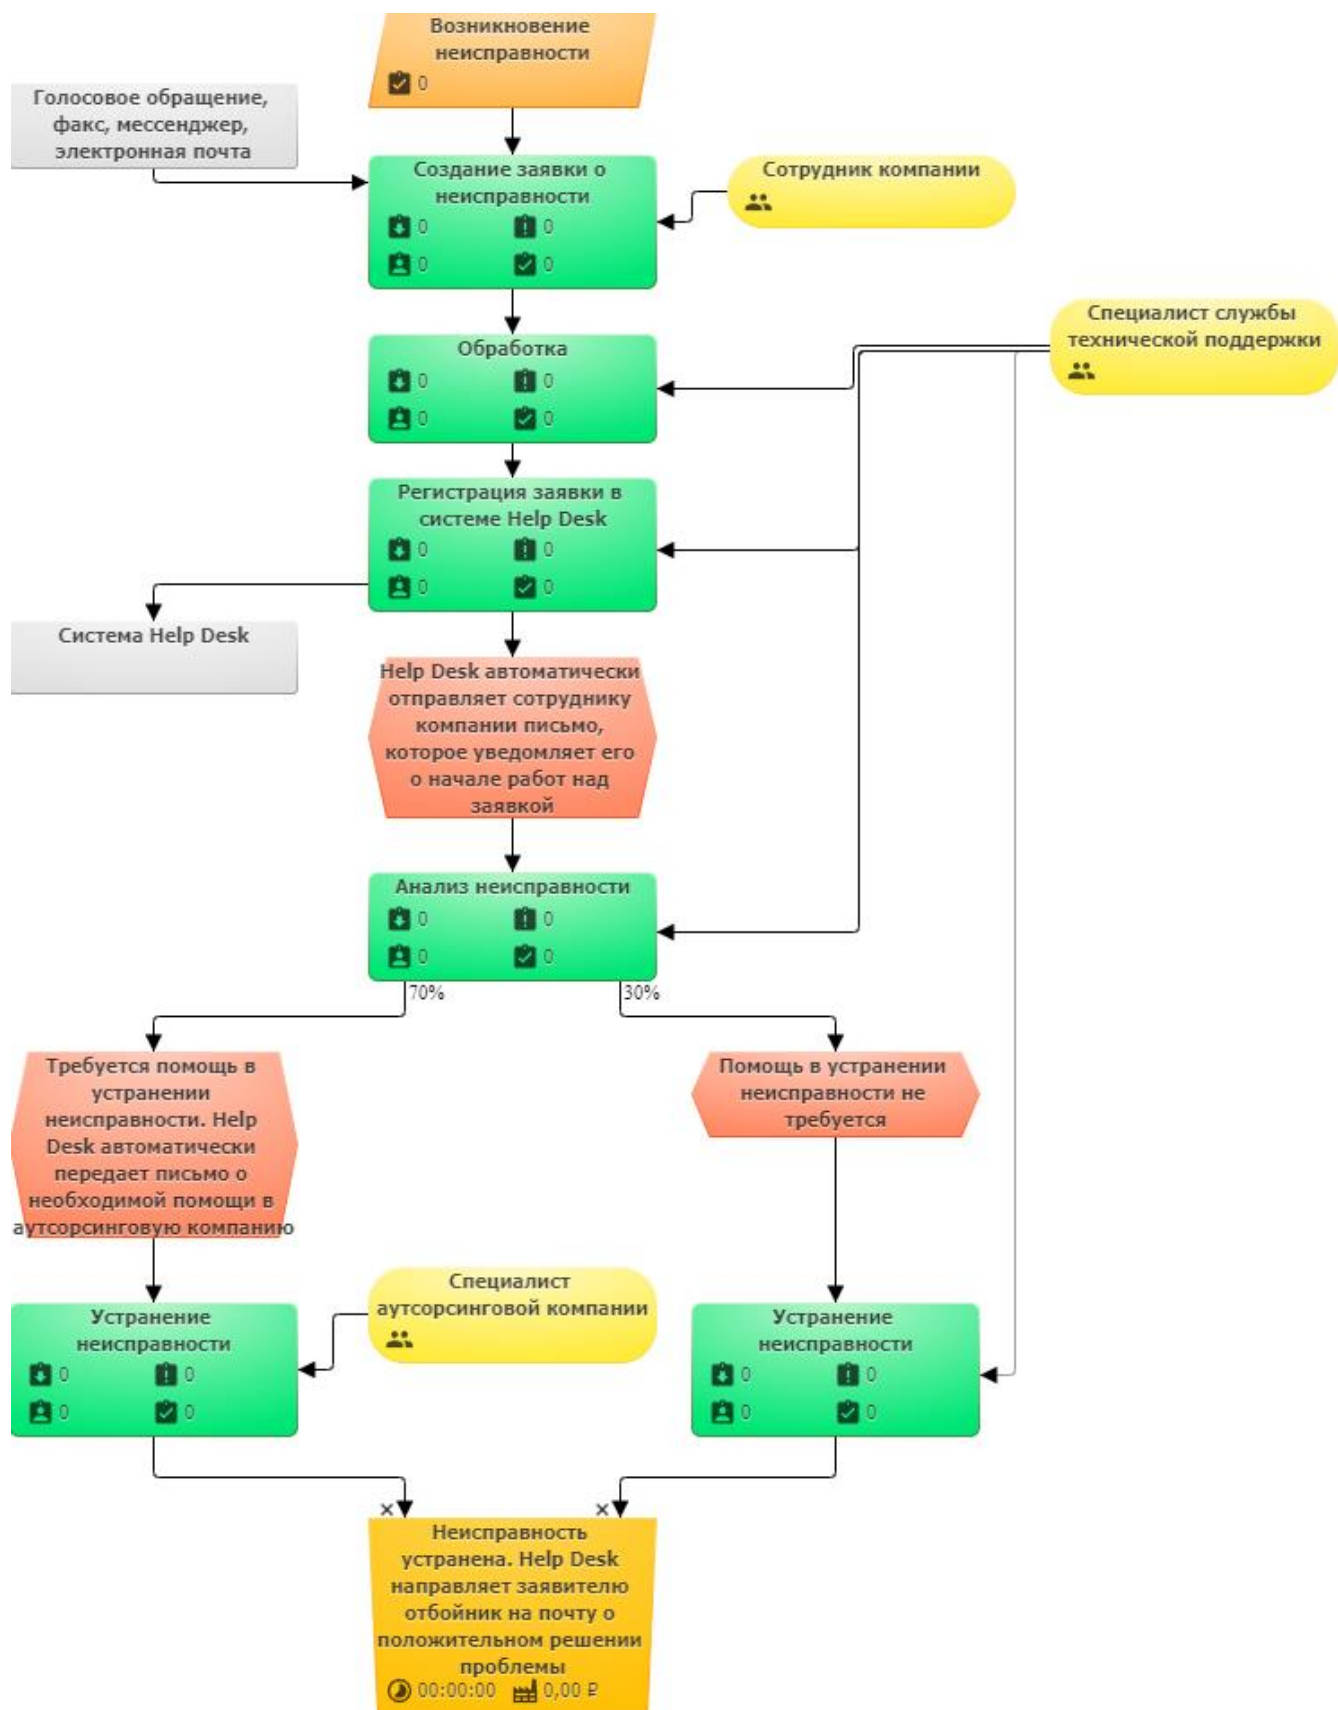 Возникновение
неисправности
0
Голосовое обращение,
факс, мессенджер,
электронная почта
Создание заявки о
неисправности
0 0
0 0
Сотрудник компании
Специалист службы
технической поддержки
Обработка
0 0
0 0
Регистрация заявки в
системе Help Desk
0 0
0 0
Система Help Desk
Help Desk автоматически
отправляет сотруднику
компании письмо,
которое уведомляет его
о начале работ над
заявкой
Анализ неисправности
0 0
0 0
70%
30%
Требуется помощь в
устранении
неисправности. Help
Desk автоматически
передает письмо о
необходимой помощи в
аутсорсинговую компанию
Помощь в устранении
неисправности не
требуется
Устранение
неисправности
0 0
0 0
Специалист
аутсорсинговой компании
Устранение
неисправности
0 0
0 0
Неисправность
устранена. Help Desk
направляет заявителю
отбойник на почту о
положительном решении
проблемы
00:00:00 0,00 ₽